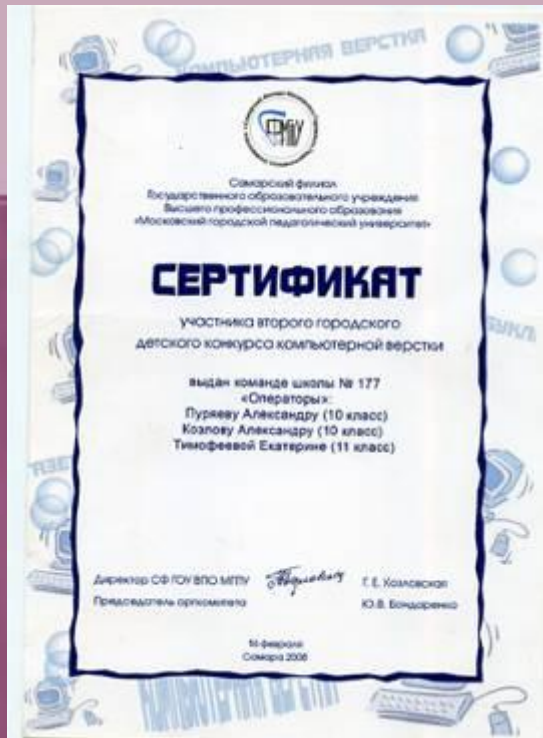 КОМПЬЮТЕРНАЯ ВЕРСТКА
Самарский филиал
Государственного образовательного учреждения
Высшего профессионального образования
«Московский городской педагогический университет»
СЕРТИФИКАТ
участника второго городского
детского конкурса компьютерной верстки
выдан команде школы № 177
«Операторы»:
Пуряеву Александру (10 класс)
Козлову Александру (10 класс)
Тимофеевой Екатерине (11 класс)
Директор СФ ГОУ ВПО МГПУ Г. Е. Козловская
Председатель оргкомитета Ю.В. Бондаренко
февраля
Самара 2008
КОМПЬЮТЕРНАЯ ВЕРСТКА